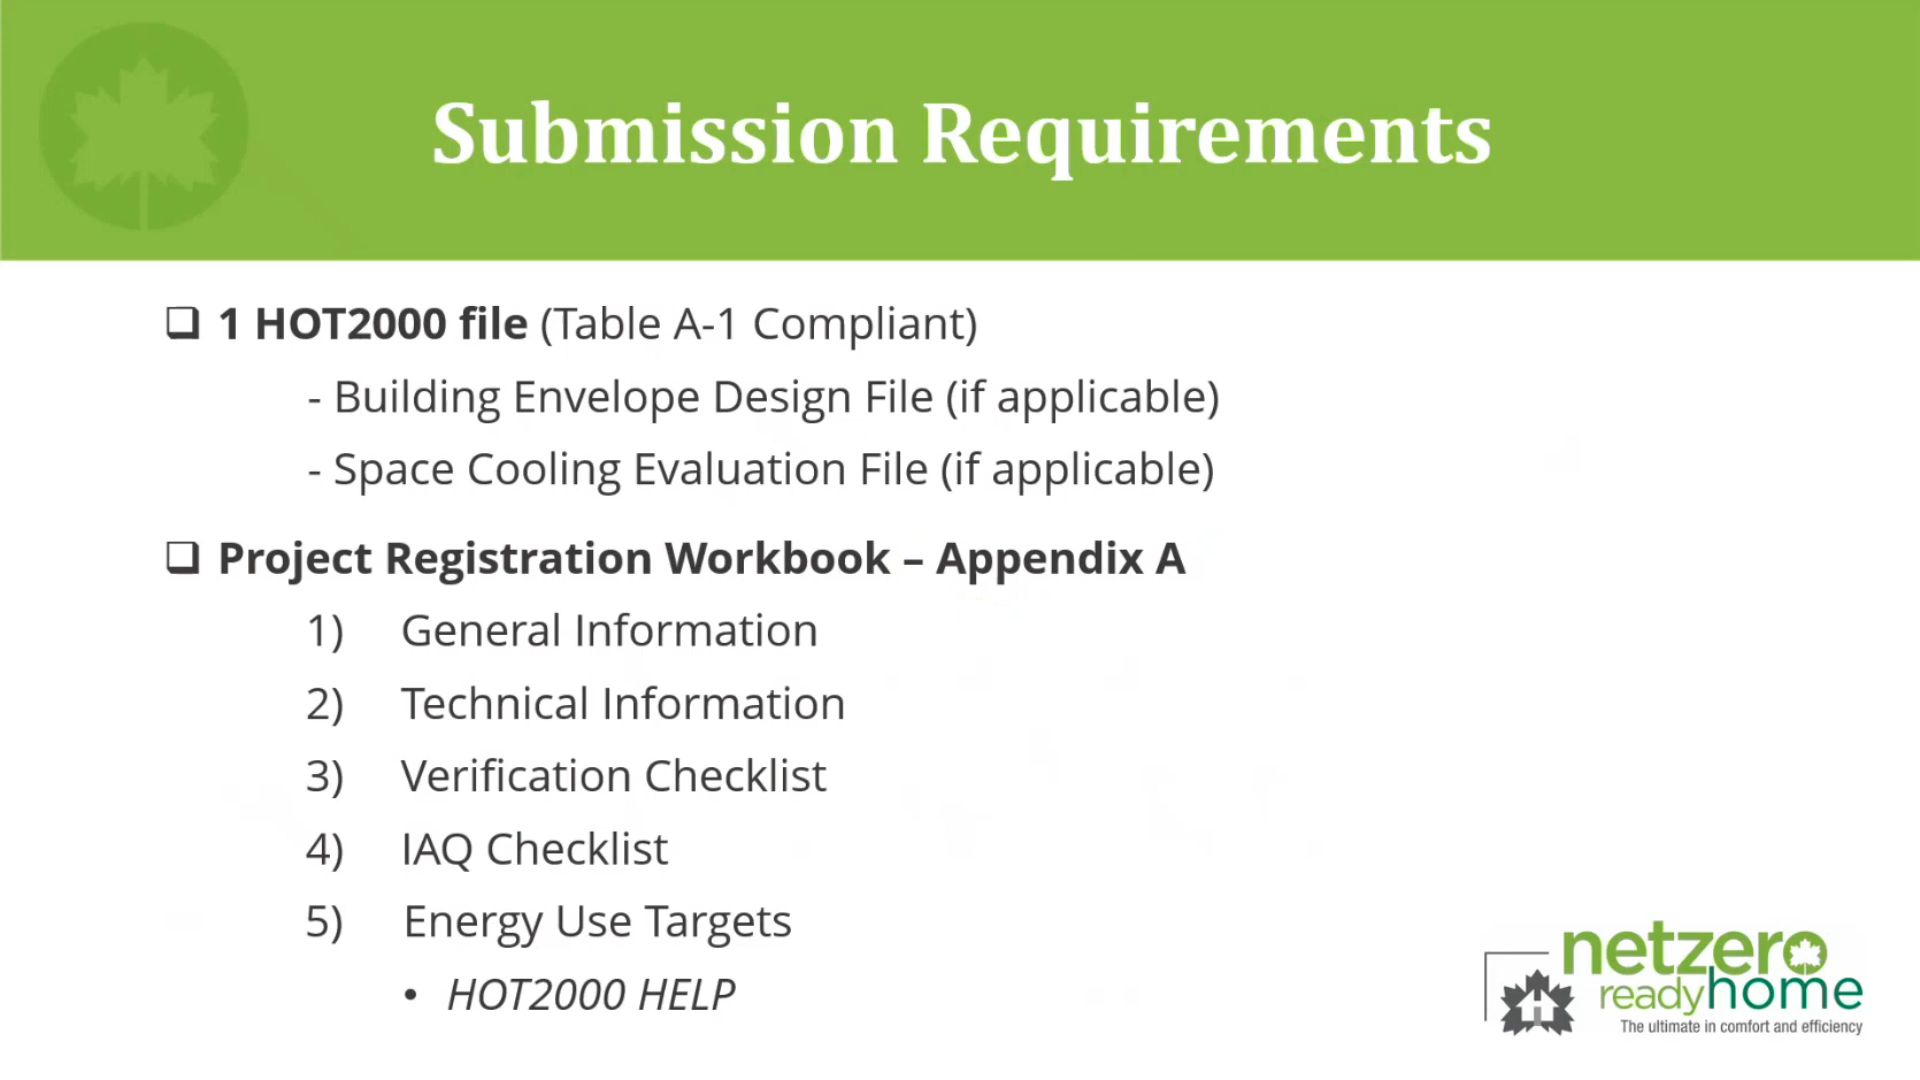 Submission Requirements
❑ 1 HOT2000 file (Table A-1 Compliant)
- Building Envelope Design File (if applicable)
- Space Cooling Evaluation File (if applicable)
❑ Project Registration Workbook – Appendix A
1) General Information
2) Technical Information
3) Verification Checklist
4) IAQ Checklist
5) Energy Use Targets
• HOT2000 HELP
netzero
readyhome
The ultimate in comfort and efficiency